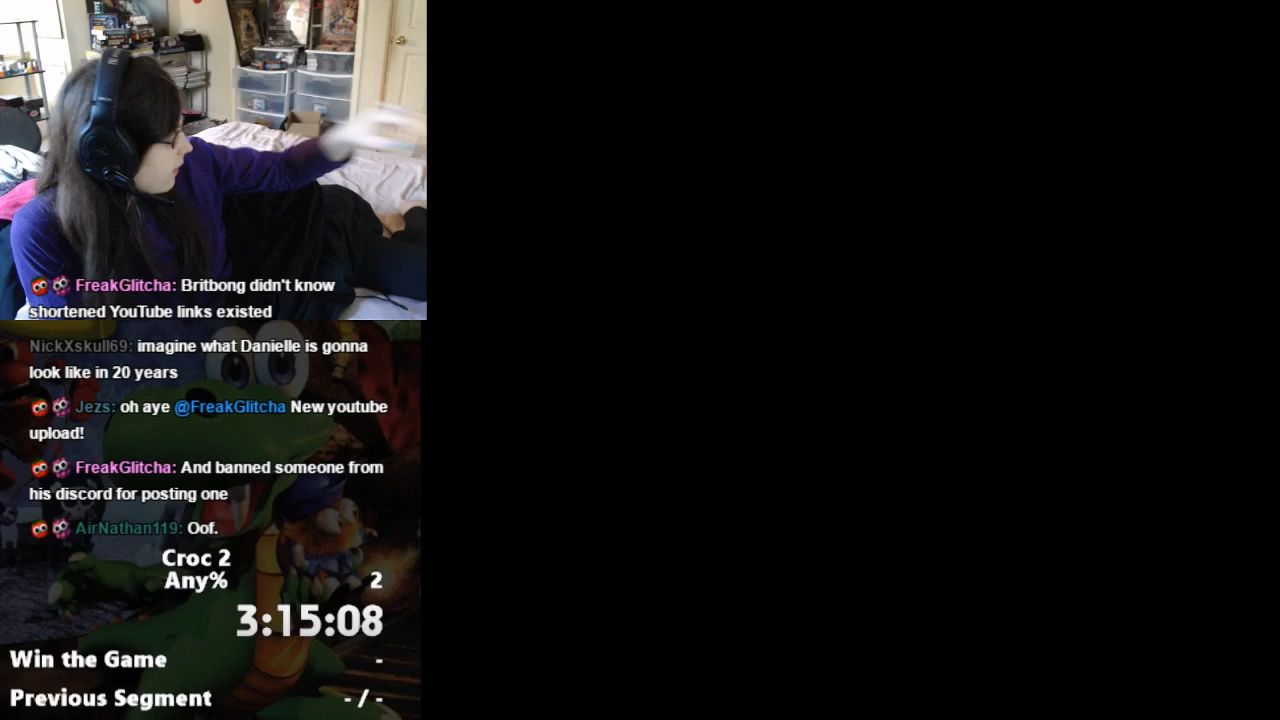 FreakGlitcha: Britbong didn't know
shortened YouTube links existed
NickXskull69: imagine what Danielle is gonna
look like in 20 years
Jezs: oh aye @FreakGlitcha New youtube
upload!
FreakGlitcha: And banned someone from
his discord for posting one
AirNathan119: Oof.
Croc 2
Any% 2
3:15:08
Win the Game -
Previous Segment - / -